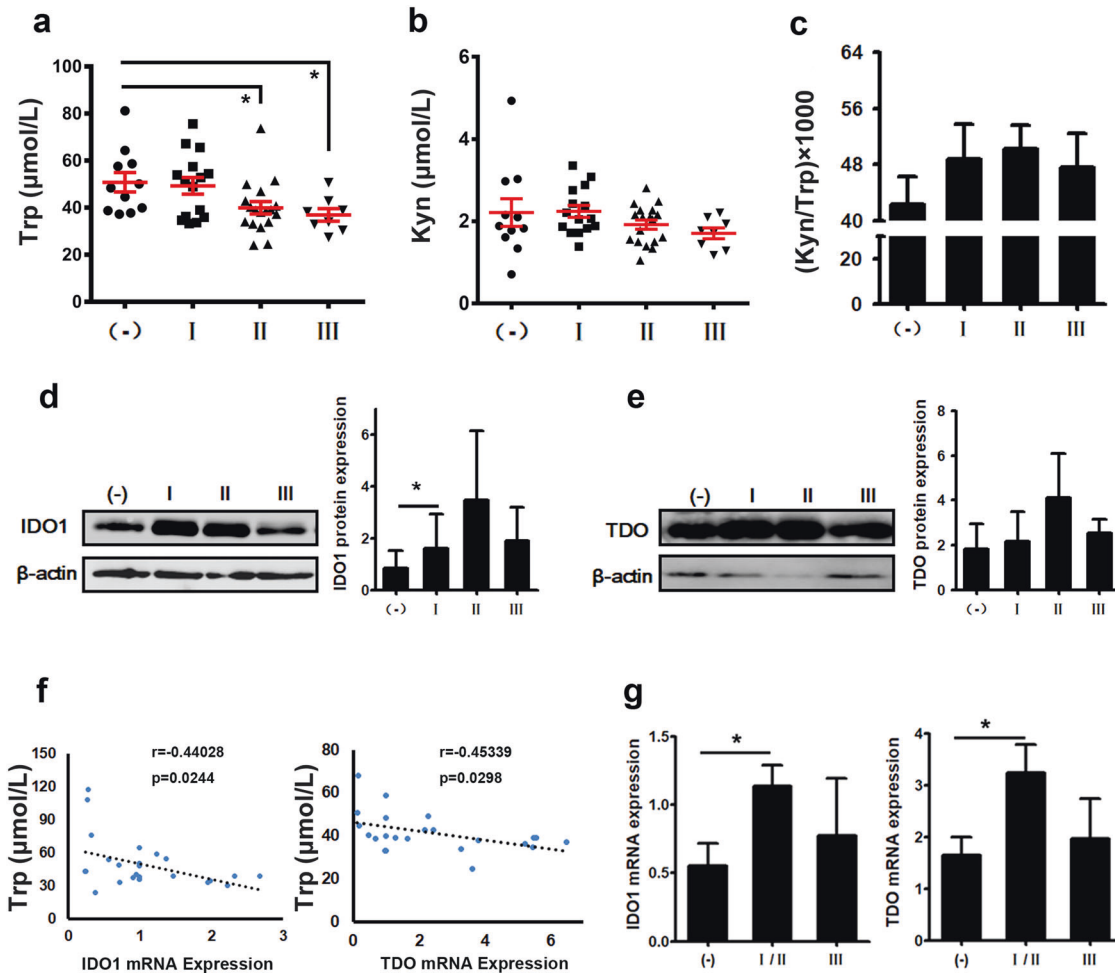 a
Trp (μmol/L)
100
80
60
40
20
0
*
*
(-) I II III
b
Kyn (μmol/L)
6
4
2
0
(-) I II III
c
(Kyn/Trp)×1000
64
56
48
40
20
0
(-) I II III
d
(-) I II III
IDO1
β-actin
IDO1 protein expression
6
4
2
0
*
(-) I II III
e
(-) I II III
TDO
β-actin
TDO protein expression
8
6
4
2
0
(-) I II III
f
Trp (μmol/L)
150
120
90
60
30
0
r=-0.44028
p=0.0244
0 1 2 3
IDO1 mRNA Expression
Trp (μmol/L)
80
60
40
20
0
r=-0.45339
p=0.0298
0 2 4 6
TDO mRNA Expression
g
IDO1 mRNA expression
1.5
1.0
0.5
0.0
*
(-) I / II III
TDO mRNA expression
4
3
2
1
0
*
(-) I / II III